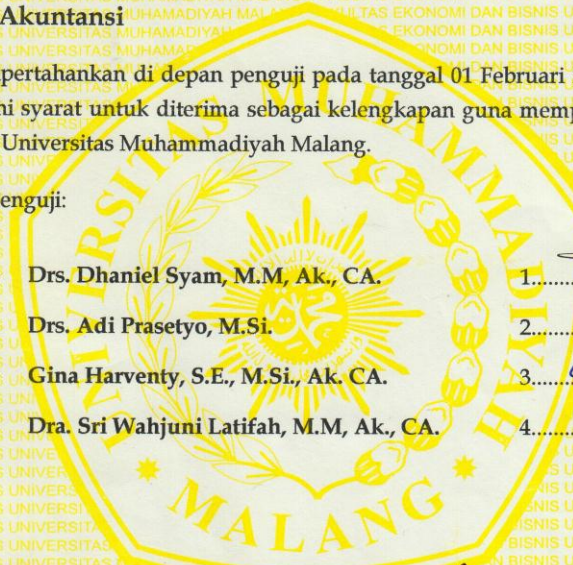 Akuntansi
pertahankan di depan penguji pada tanggal 01 Februari
ni syarat untuk diterima sebagai kelengkapan guna memp
Universitas Muhammadiyah Malang.
enguji:
Drs. Dhaniel Syam, M.M, Ak., CA. 1..........
Drs. Adi Prasetyo, M.Si. 2..........
Gina Harventy, S.E., M.Si., Ak. CA. 3..........
Dra. Sri Wahjuni Latifah, M.M, Ak., CA. 4..........
UNIVERSITAS MUHAMMADIYAH
MALANG